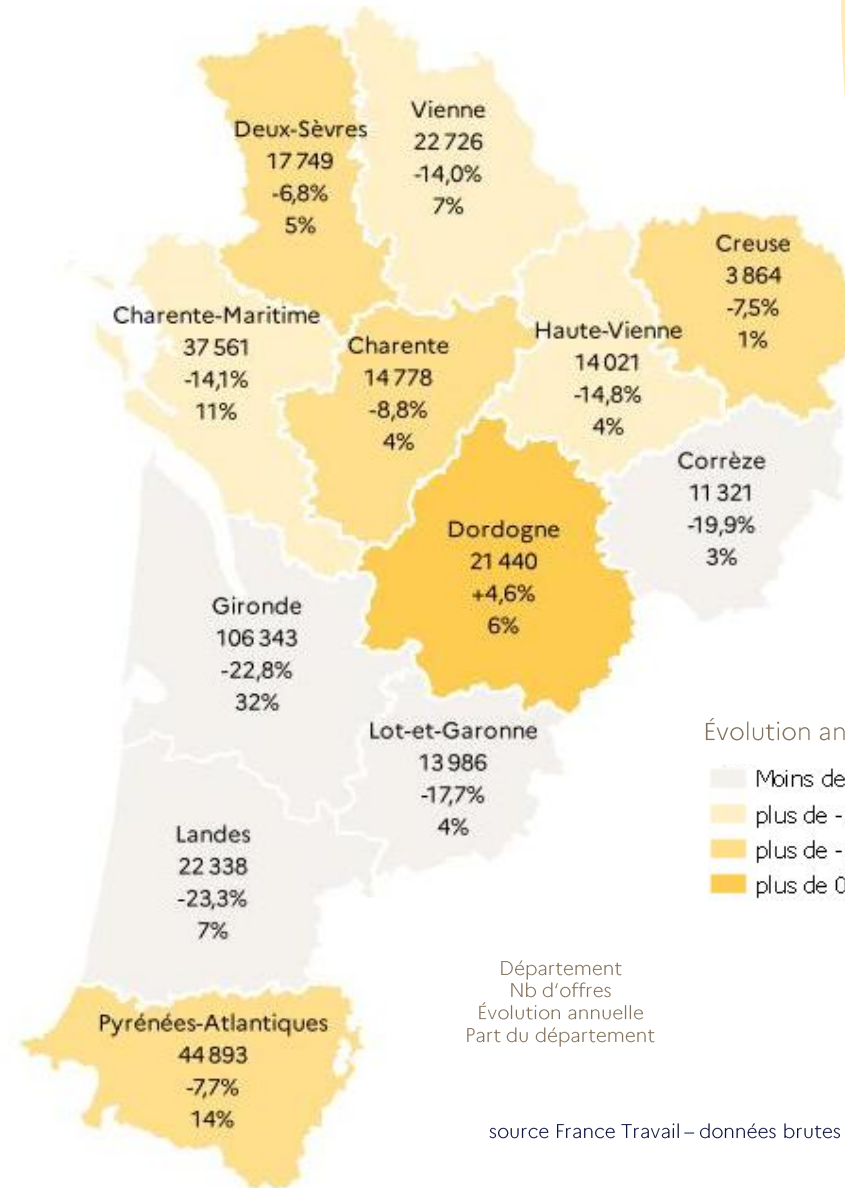 Vienne
22 726
-14,0%
7%
Deux-Sèvres
17 749
-6,8%
5%
Creuse
3 864
-7,5%
1%
Charente-Maritime
37 561
-14,1%
11%
Charente
14 778
-8,8%
4%
Haute-Vienne
14 021
-14,8%
4%
Corrèze
11 321
-19,9%
3%
Dordogne
21 440
+4,6%
6%
Gironde
106 343
-22,8%
32%
Lot-et-Garonne
13 986
-17,7%
4%
Landes
22 338
-23,3%
7%
Pyrénées-Atlantiques
44 893
-7,7%
14%
Évolution an
Moins de
plus de -
plus de -
plus de 0
Département
Nb d'offres
Évolution annuelle
Part du département
source France Travail – données brutes